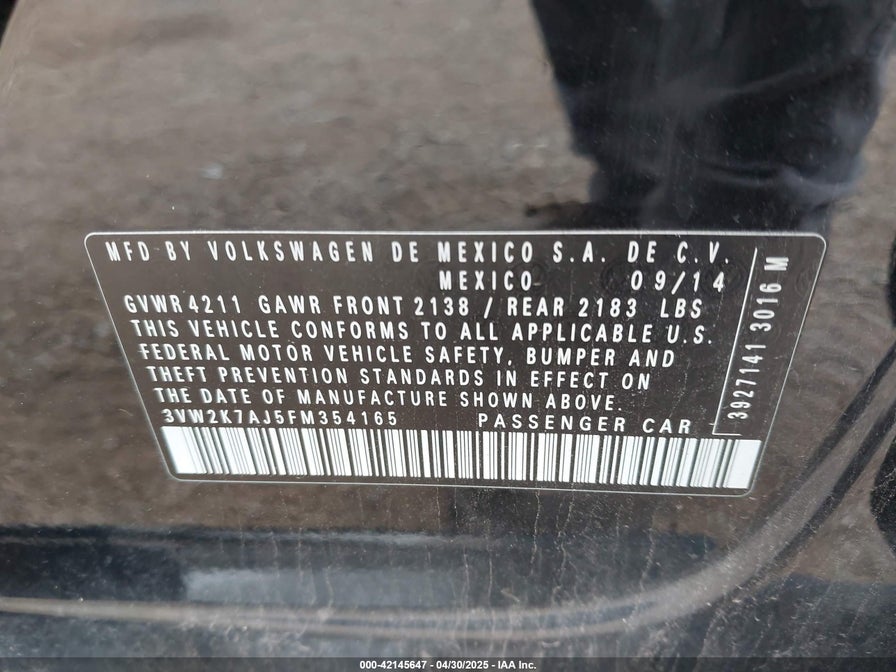 MFD BY VOLKSWAGEN DE MEXICO S.A. DE C.V.
MEXICO 09/14
GVWR 4211 GAWR FRONT 2138 / REAR 2183 LBS
THIS VEHICLE CONFORMS TO ALL APPLICABLE U.S.
FEDERAL MOTOR VEHICLE SAFETY, BUMPER AND
THEFT PREVENTION STANDARDS IN EFFECT ON
THE DATE OF MANUFACTURE SHOWN ABOVE.
3VW2K7AJ5FM354165 PASSENGER CAR
3927141 3016 M
000-42145647 - 04/30/2025 - IAA Inc.